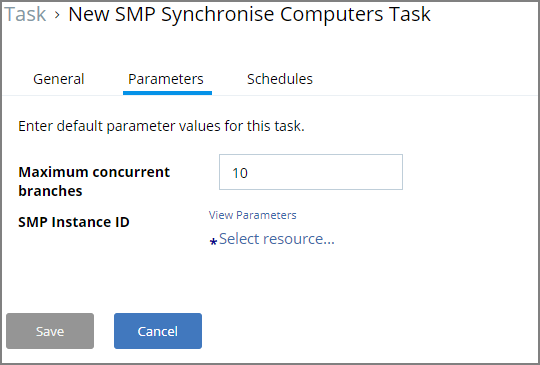 Task › New SMP Synchronise Computers Task
General Parameters Schedules
Enter default parameter values for this task.
Maximum concurrent branches 10
SMP Instance ID View Parameters
*Select resource...
Save Cancel